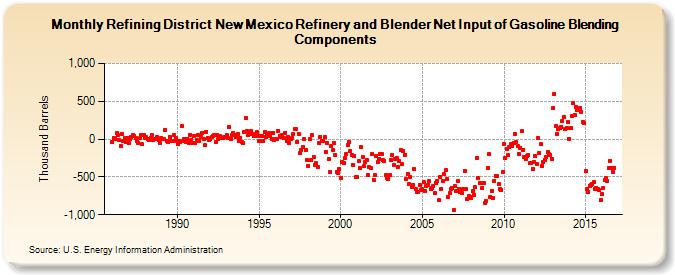 Monthly Refining District New Mexico Refinery and Blender Net Input of Gasoline Blending
Components
Thousand Barrels
1,000
500
0
-500
-1,000
1990
1995
2000
2005
2010
2015
Source: U.S. Energy Information Administration